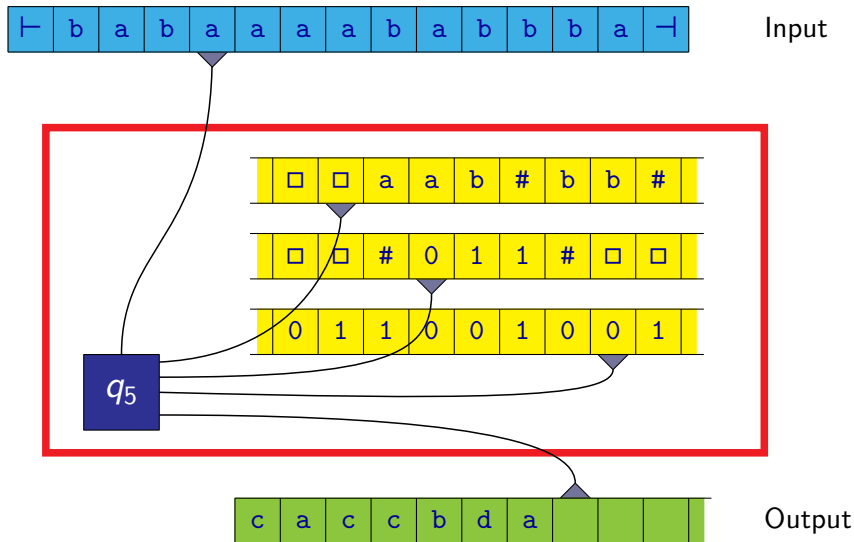 ⊢ b a b a a a a b a b b b a ⊣ Input
□ □ a a b # b b #
□ □ # 0 1 1 # □ □
0 1 1 0 0 1 0 0 1
q₅
c a c c b d a Output